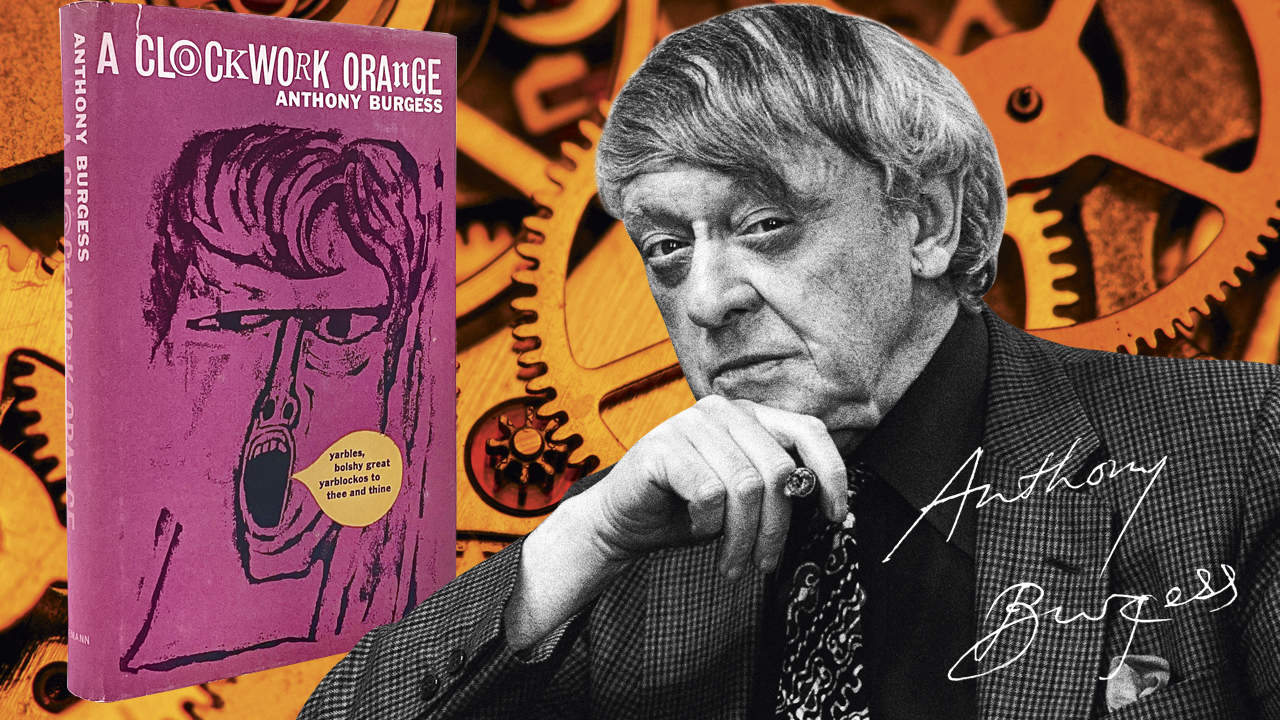 A CLOCKWORK ORAnGE
ANTHONY BURGESS
yarbles,
bolshy great
yarblockos to
thee and thine
ANTHONY BURGESS
A CLOCKWORK ORANGE
Anthony
Burgess